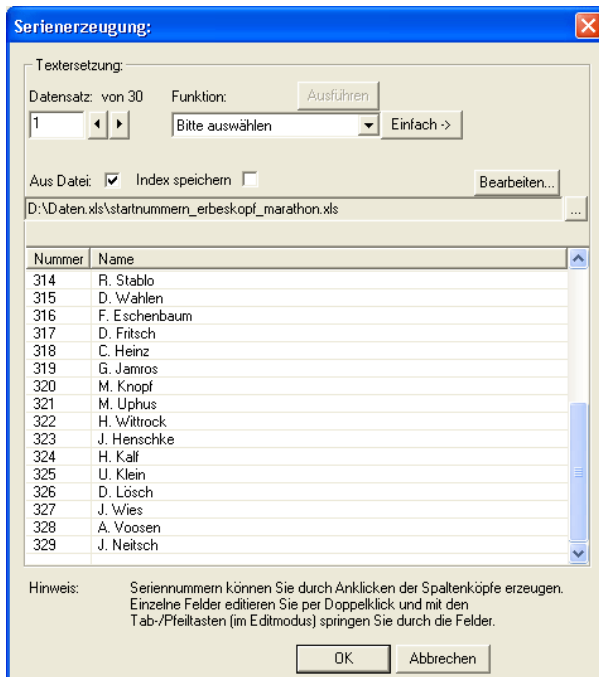 Serienerzeugung:
Textersetzung:
Datensatz: von 30 Funktion: Ausführen
1 Bitte auswählen Einfach ->
Aus Datei: Index speichern Bearbeiten...
D:\Daten.xls\startnummern_erbeskopf_marathon.xls ...
Nummer Name
314 R. Stablo
315 D. Wahlen
316 F. Eschenbaum
317 D. Fritsch
318 C. Heinz
319 G. Jamros
320 M. Knopf
321 M. Uphus
322 H. Wittrock
323 J. Henschke
324 H. Kalf
325 U. Klein
326 D. Lösch
327 J. Wies
328 A. Voosen
329 J. Neitsch
Hinweis: Seriennummern können Sie durch Anklicken der Spaltenköpfe erzeugen.
Einzelne Felder editieren Sie per Doppelklick und mit den
Tab-/Pfeiltasten (im Editmodus) springen Sie durch die Felder.
OK Abbrechen